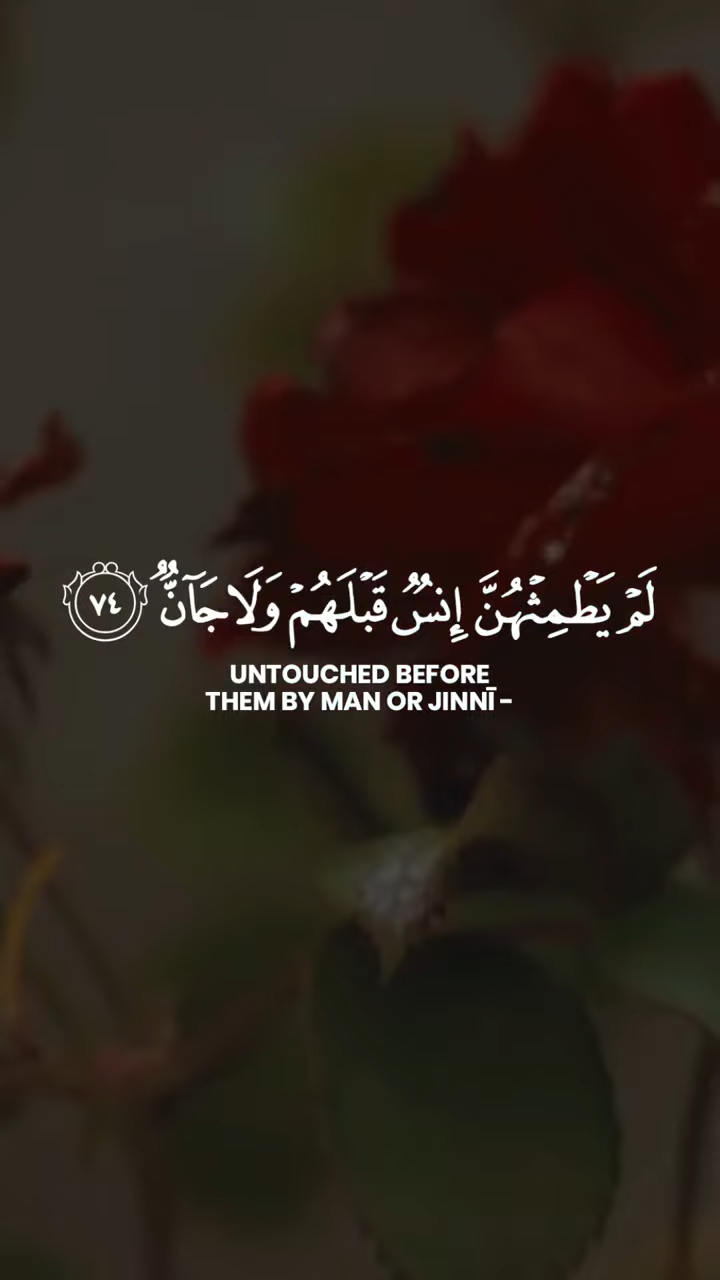 لَمْ يَطْمِثْهُنَّ إِنسٌ قَبْلَهُمْ وَلَا جَآنٌّ ٧٤
UNTOUCHED BEFORE
THEM BY MAN OR JINNĪ -